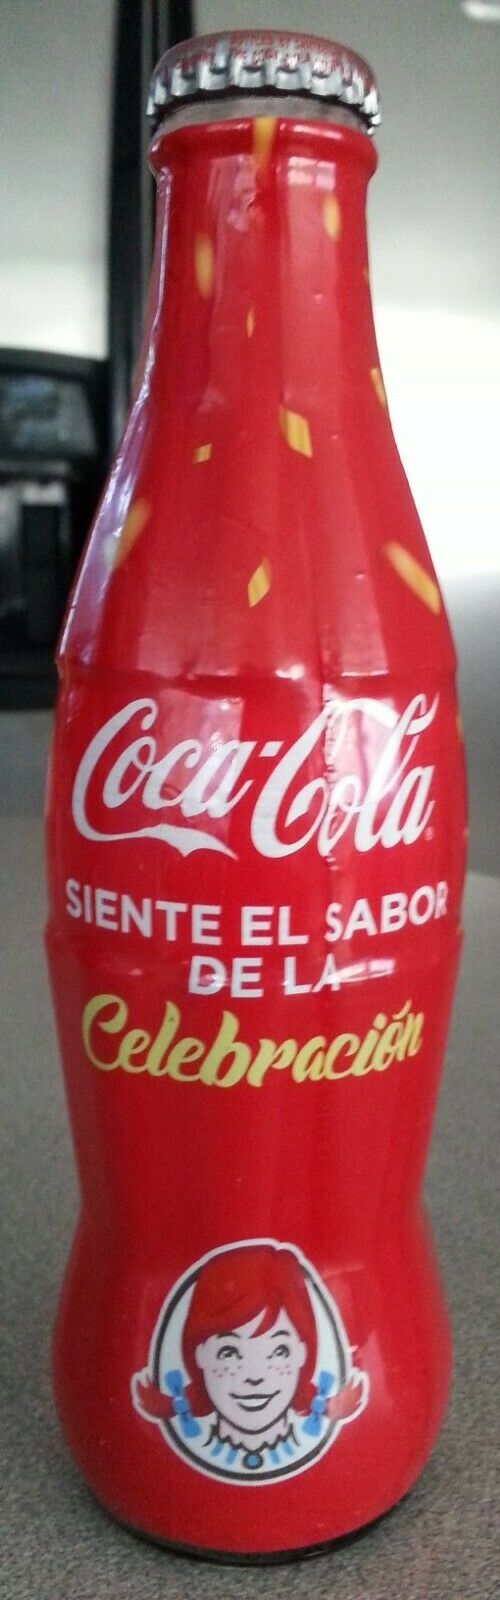 Coca-Cola
SIENTE EL SABOR
DE LA
Celebración